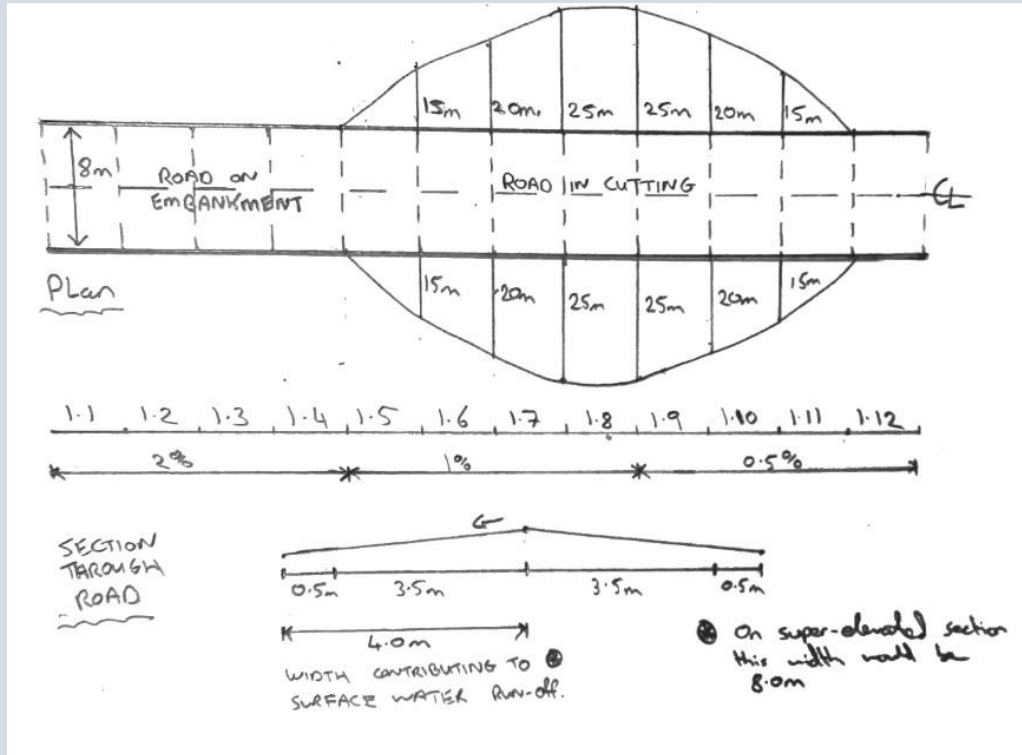 15m 20m. 25m 25m 20m 15m
8m
ROAD ON
EMBANKMENT
ROAD IN CUTTING
CL
15m 20m 25m 25m 20m 15m
PLan
1.1 1.2 1.3 1.4 1.5 1.6 1.7 1.8 1.9 1.10 1.11 1.12
2% 1% 0.5%
SECTION
THROUGH
ROAD
0.5m 3.5m 3.5m 0.5m
4.0m
WIDTH CONTRIBUTING TO
SURFACE WATER RUN-off.
On super-elevated section
this width would be
8.0m